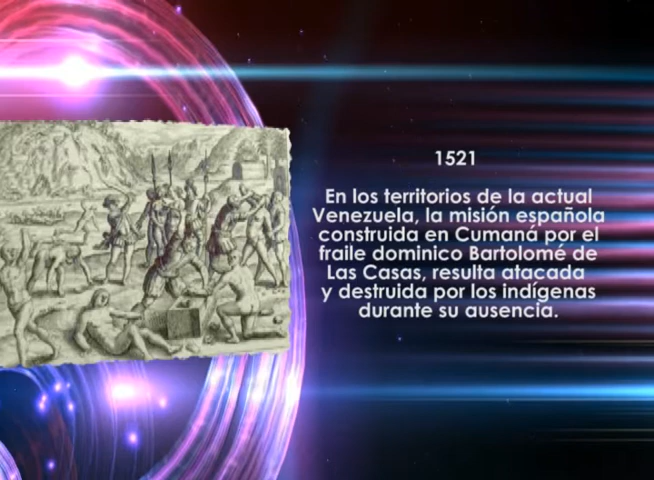 1521
En los territorios de la actual
Venezuela, la misión española
construida en Cumaná por el
fraile dominico Bartolomé de
Las Casas, resulta atacada
y destruida por los indígenas
durante su ausencia.